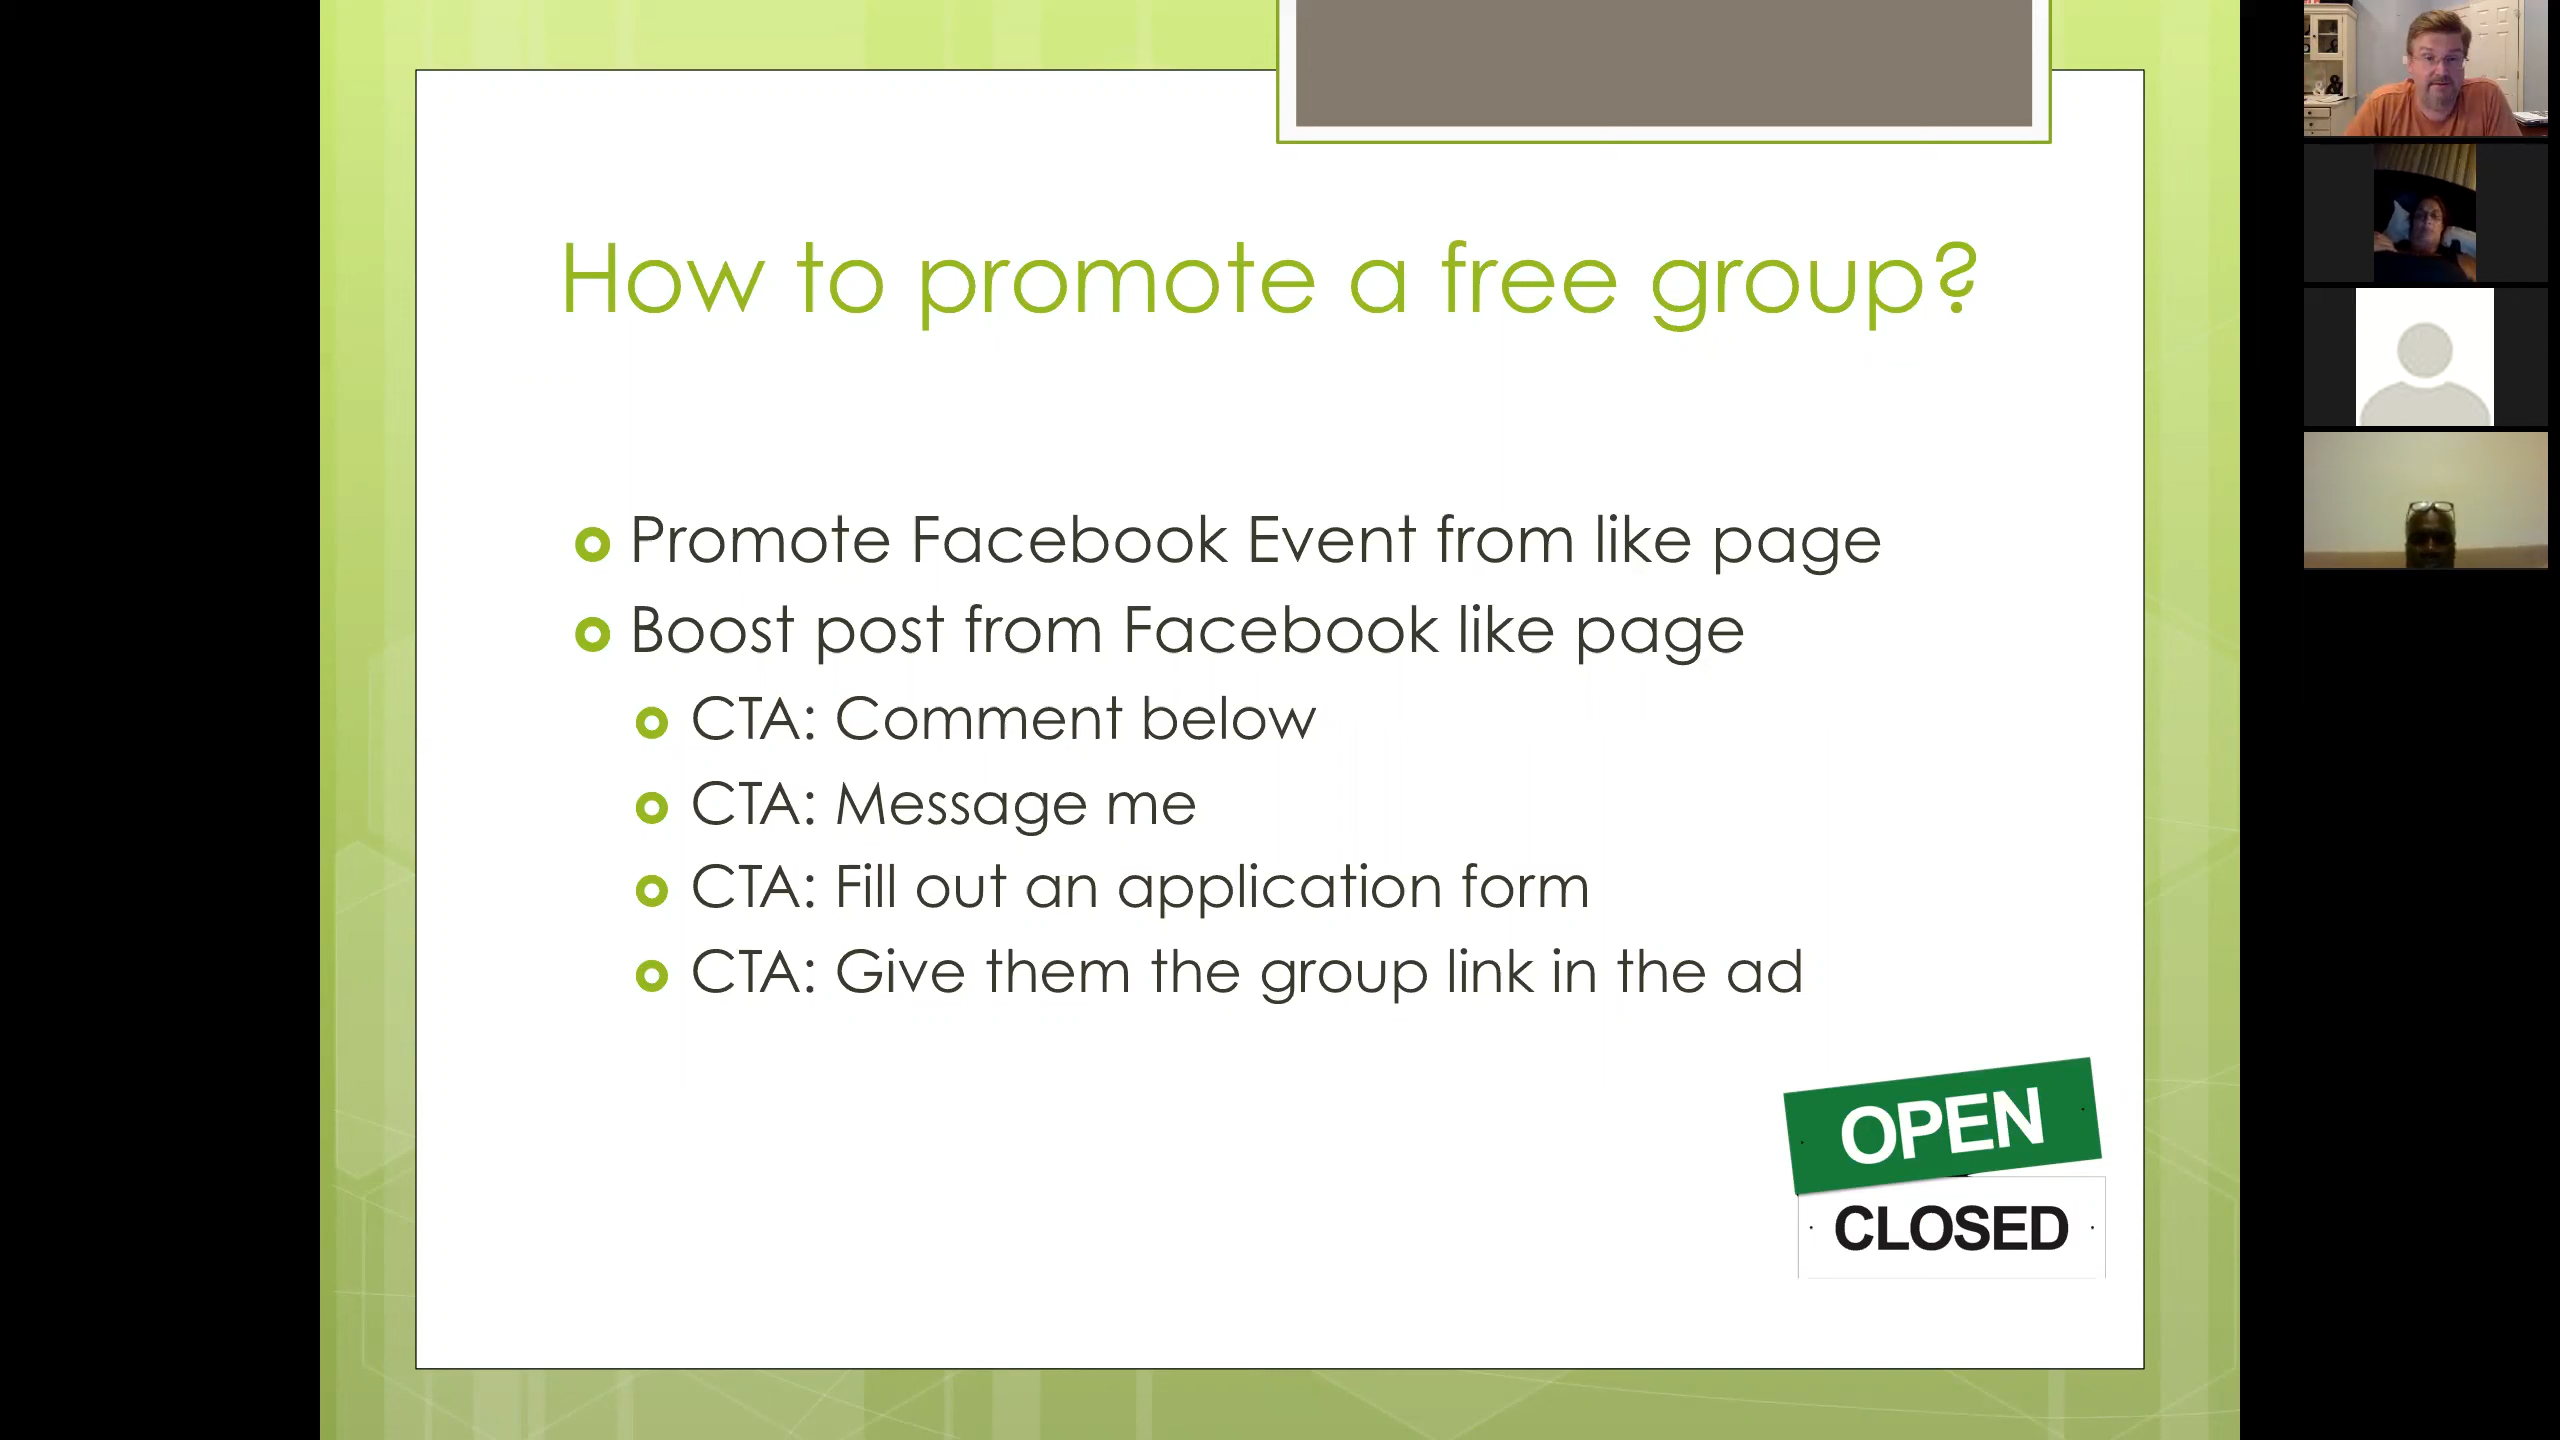 How to promote a free group?
Promote Facebook Event from like page
Boost post from Facebook like page
CTA: Comment below
CTA: Message me
CTA: Fill out an application form
CTA: Give them the group link in the ad
OPEN
CLOSED